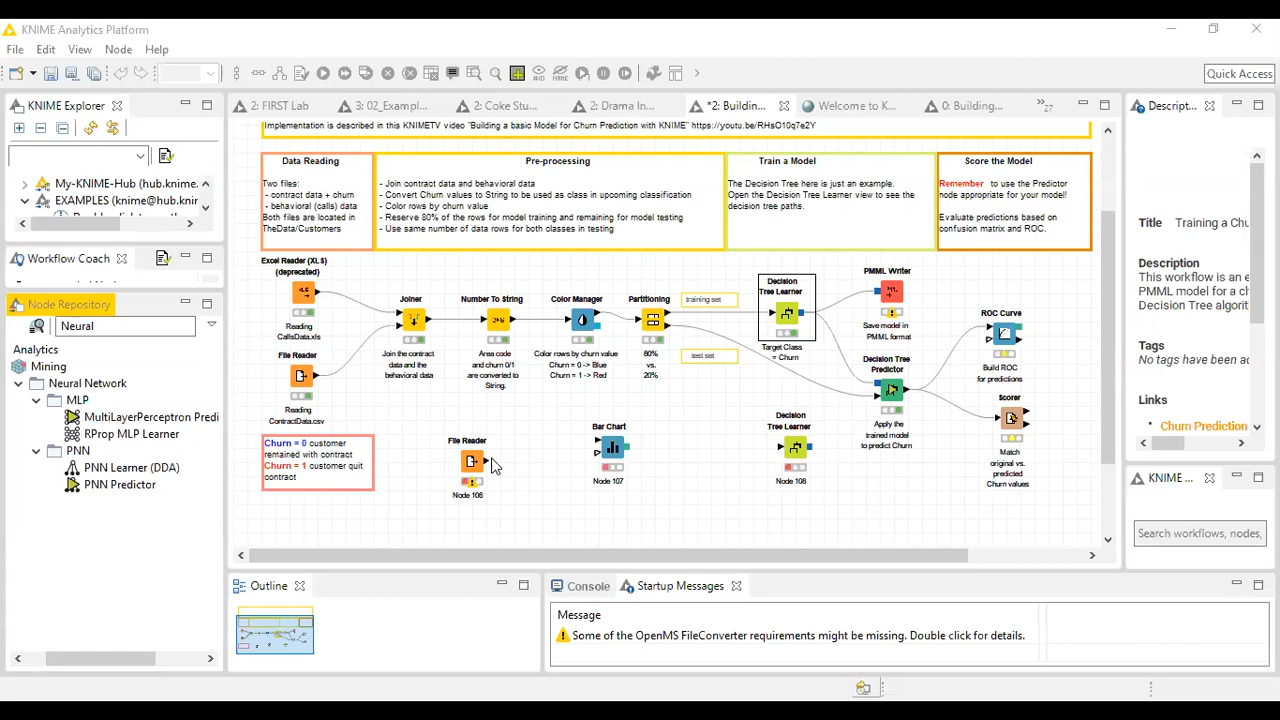 KNIME Analytics Platform
File Edit View Node Help
Quick Access
KNIME Explorer
2: FIRST Lab
3: 02_Exampl...
2: Coke Stu...
2: Drama In...
*2: Building...
Welcome to K...
0: Building...
»27
Descript...
My-KNIME-Hub (hub.knime.
EXAMPLES (knime@hub.knim
Workflow Coach
Node Repository
Neural
Analytics
Mining
Neural Network
MLP
MultiLayerPerceptron Predi
RProp MLP Learner
PNN
PNN Learner (DDA)
PNN Predictor
Implementation is described in this KNIMETV video "Building a basic Model for Churn Prediction with KNIME" https://youtu.be/RHsO10q7e2Y
Data Reading
Two files:
- contract data + churn
- behavioral (calls) data
Both files are located in
TheData/Customers
Pre-processing
- Join contract data and behavioral data
- Convert Churn values to String to be used as class in upcoming classification
- Color rows by churn value
- Reserve 80% of the rows for model training and remaining for model testing
- Use same number of data rows for both classes in testing
Train a Model
The Decision Tree here is just an example.
Open the Decision Tree Learner view to see the
decision tree paths.
Score the Model
Remember to use the Predictor
node appropriate for your model!
Evaluate predictions based on
confusion matrix and ROC.
Excel Reader (XLS)
(deprecated)
Reading
CallsData.xls
File Reader
Reading
ContractData.csv
Joiner
Join the contract
data and the
behavioral data
Number To String
Area code
and churn 0/1
are converted to
String.
Color Manager
Color rows by churn value
Churn = 0 -> Blue
Churn = 1 -> Red
Partitioning
80%
vs.
20%
training set
test set
Decision
Tree Learner
Target Class
= Churn
PMML Writer
Save model in
PMML format
Decision Tree
Predictor
Apply the
trained model
to predict Churn
ROC Curve
Build ROC
for predictions
Scorer
Match
original vs.
predicted
Churn values
Churn = 0 customer
remained with contract
Churn = 1 customer quit
contract
File Reader
Node 106
Bar Chart
Node 107
Decision
Tree Learner
Node 108
Title Training a Chur
Description
This workflow is an e
PMML model for a ch
Decision Tree algorit
Tags
No tags have been ad
Links
Churn Prediction
KNIME ...
Search workflows, nodes,
Outline
Console
Startup Messages
Message
Some of the OpenMS FileConverter requirements might be missing. Double click for details.